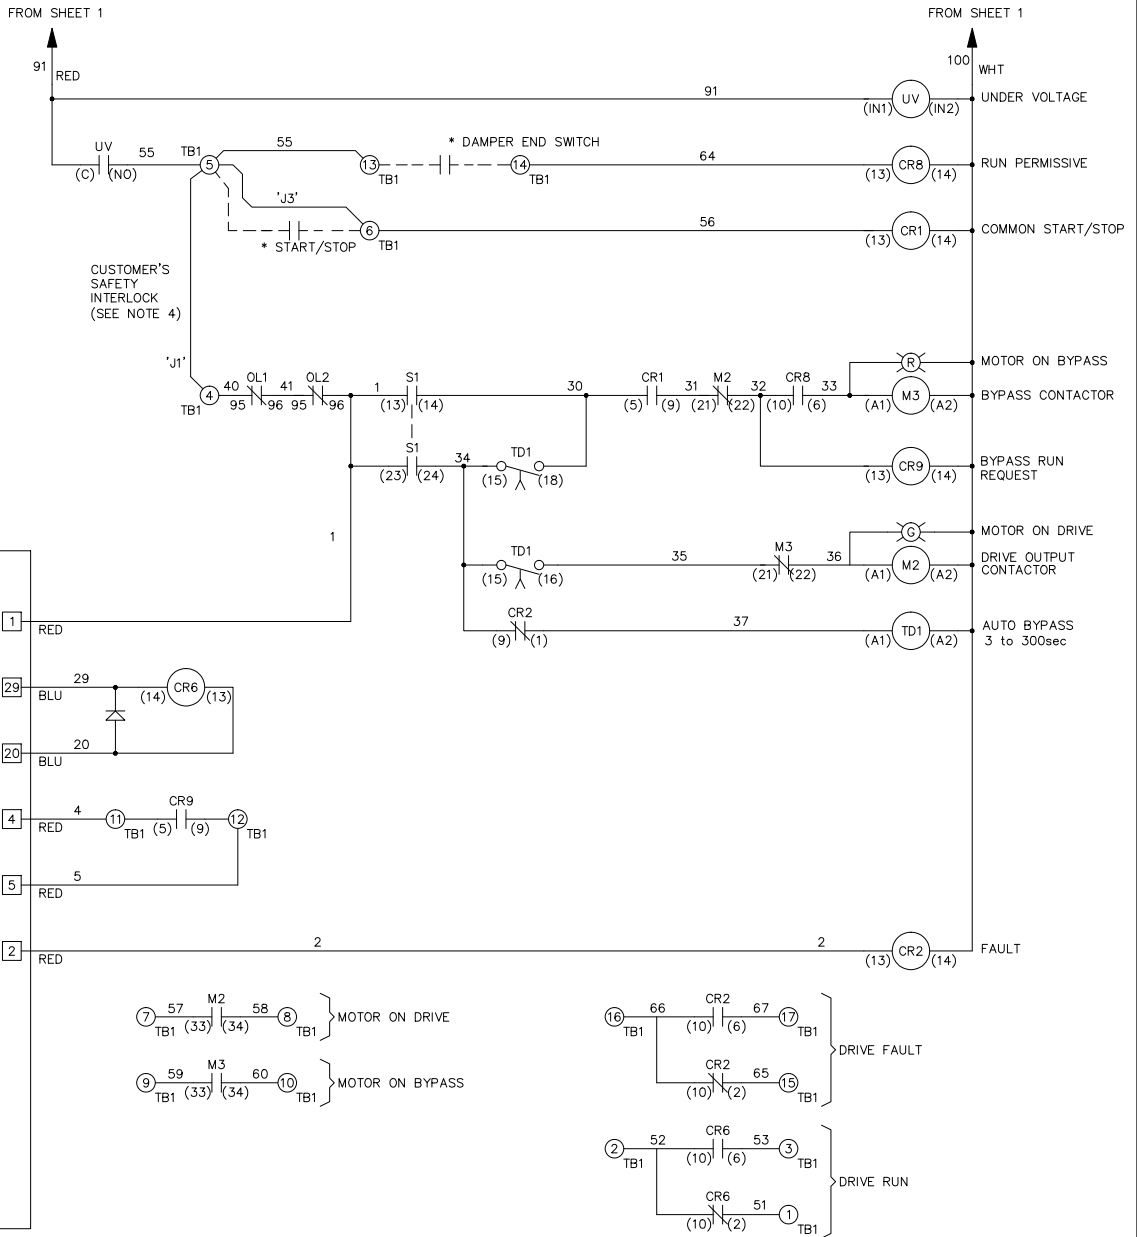 FROM SHEET 1 FROM SHEET 1
91 RED 100 WHT
91 (IN1) UV (IN2) UNDER VOLTAGE
UV 55 TB1 5 55 * DAMPER END SWITCH
(C) (NO) 13 TB1 14 TB1 64 (13) CR8 (14) RUN PERMISSIVE
'J3'
* START/STOP 6 TB1 56 (13) CR1 (14) COMMON START/STOP
CUSTOMER'S
SAFETY
INTERLOCK
(SEE NOTE 4)
'J1' R MOTOR ON BYPASS
TB1 4 40 OL1 41 OL2 1 S1 30 CR1 31 M2 32 CR8 33
95 96 95 96 (13) (14) (5) (9) (21) (22) (10) (6) (A1) M3 (A2) BYPASS CONTACTOR
S1 34 TD1
(23) (24) (15) (18) (13) CR9 (14) BYPASS RUN
REQUEST
1 G MOTOR ON DRIVE
TD1 35 M3 36
(15) (16) (21) (22) (A1) M2 (A2) DRIVE OUTPUT
CONTACTOR
CR2 37
(9) (1) (A1) TD1 (A2) AUTO BYPASS
3 to 300sec
1 RED
29 BLU 29 (14) CR6 (13)
20 BLU 20
4 RED 4 11 TB1 CR9 (5) (9) 12 TB1
5 RED 5
2 RED 2 2 (13) CR2 (14) FAULT
7 TB1 57 M2 (33) (34) 58 8 TB1 MOTOR ON DRIVE
9 TB1 59 M3 (33) (34) 60 10 TB1 MOTOR ON BYPASS
16 TB1 66 CR2 (10) (6) 67 17 TB1
DRIVE FAULT
CR2 (10) (2) 65 15 TB1
2 TB1 52 CR6 (10) (6) 53 3 TB1
DRIVE RUN
CR6 (10) (2) 51 1 TB1